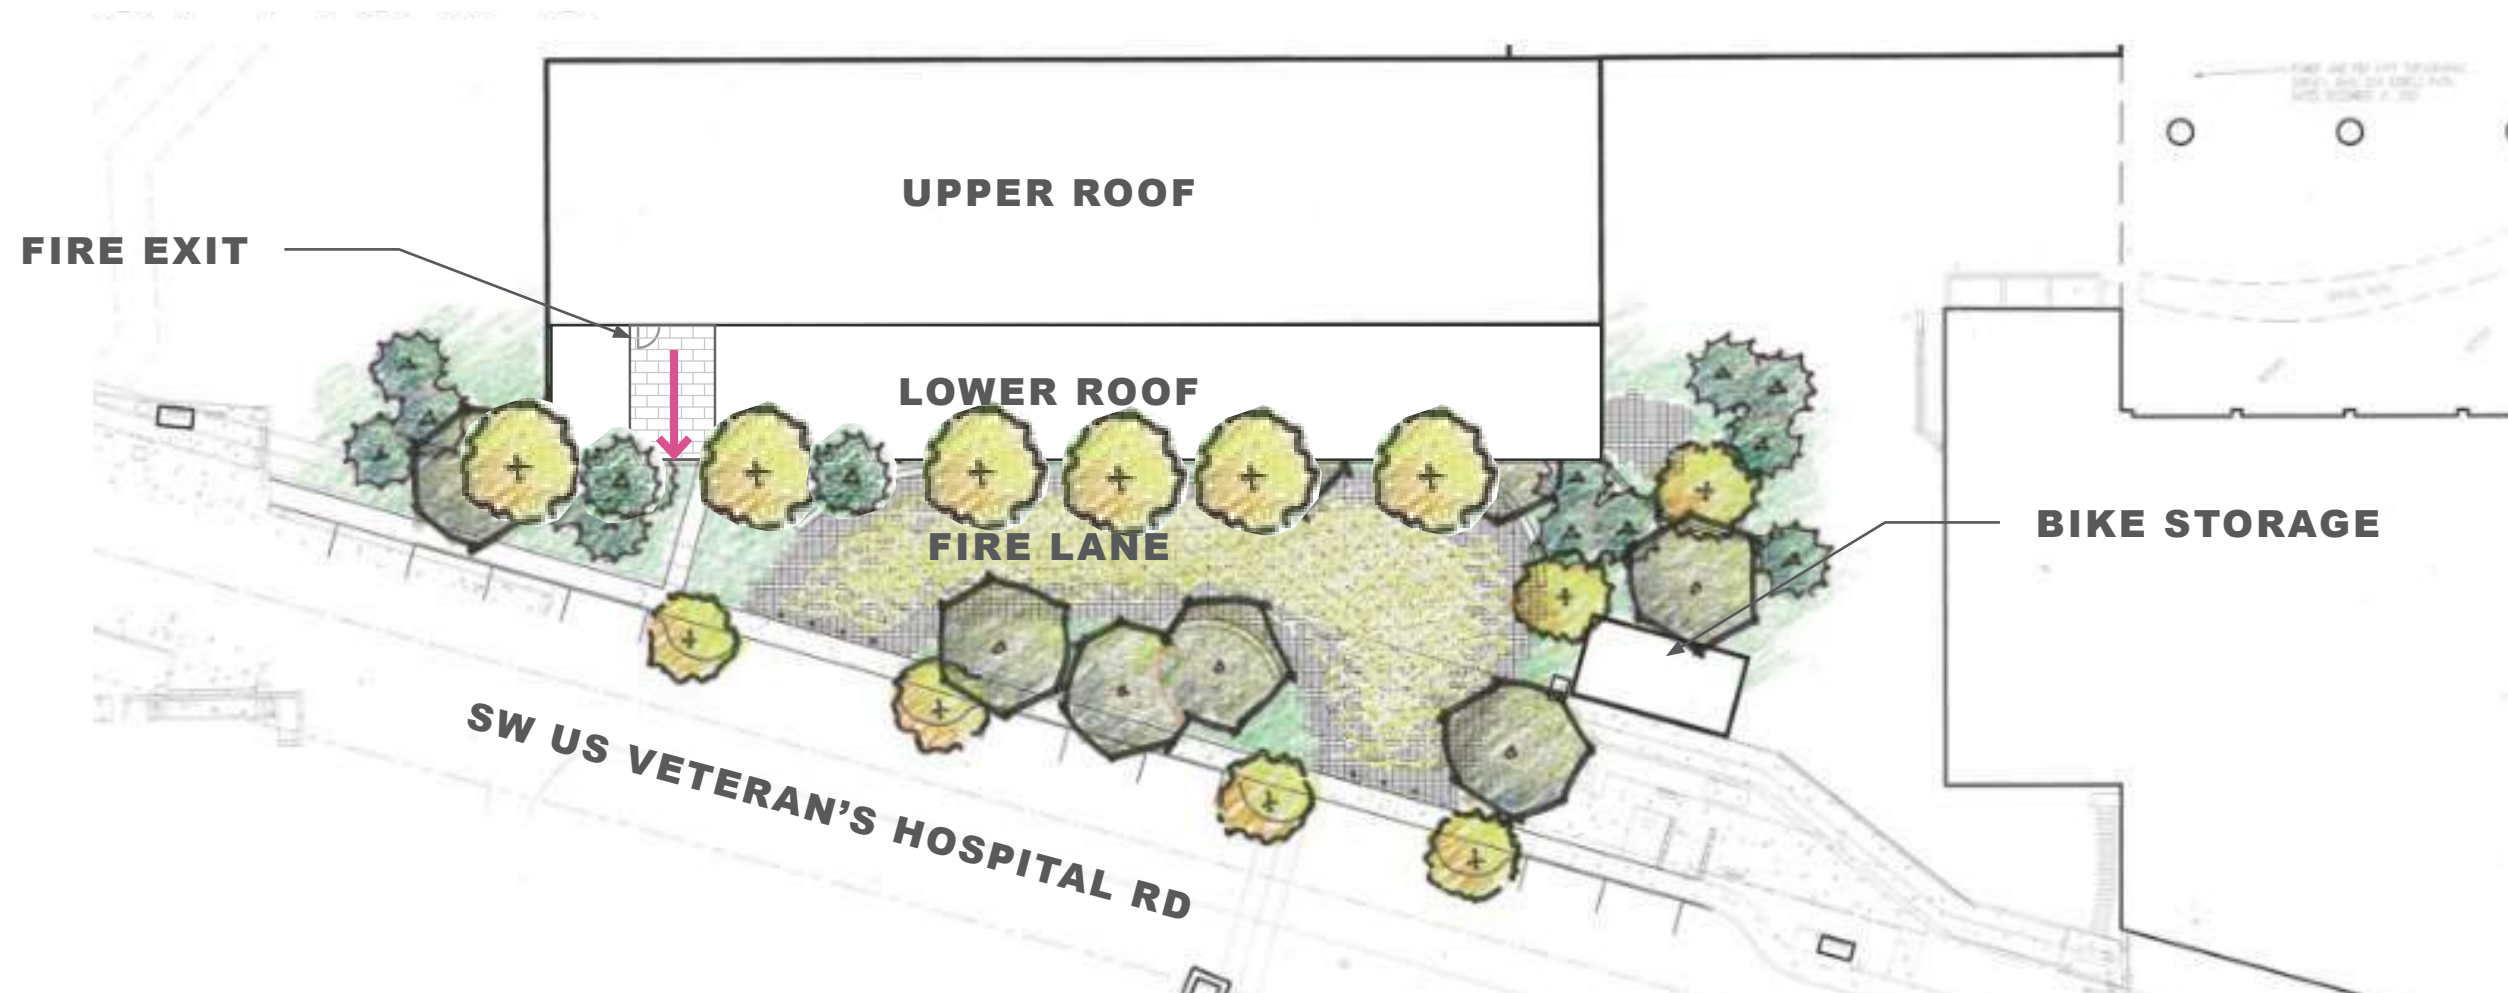 UPPER ROOF
FIRE EXIT
LOWER ROOF
FIRE LANE
BIKE STORAGE
SW US VETERAN’S HOSPITAL RD